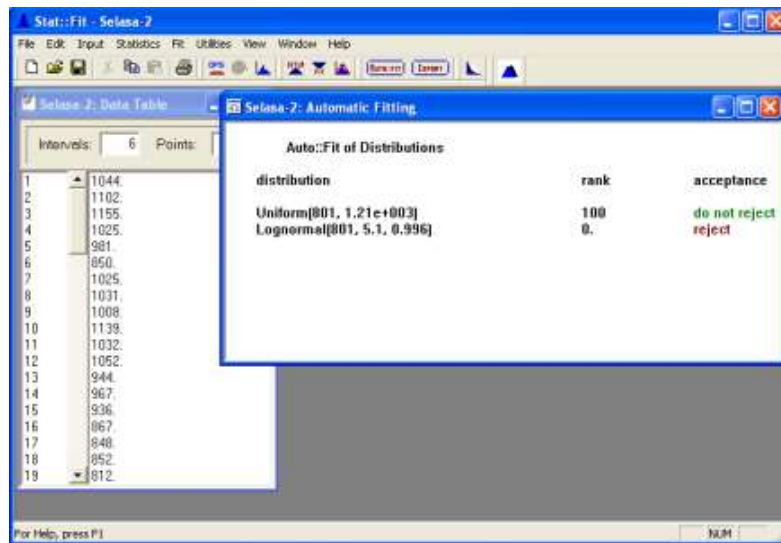 Stat::Fit - Selasa-2
File Edit Input Statistics Fit Utilities View Window Help
Selasa-2: Data Table
Intervals: 6 Points:
1 1044.
2 1102.
3 1155.
4 1025.
5 981.
6 850.
7 1025.
8 1031.
9 1008.
10 1139.
11 1032.
12 1052.
13 944.
14 967.
15 936.
16 867.
17 848.
18 852.
19 812.
Selasa-2: Automatic Fitting
Auto::Fit of Distributions
distribution rank acceptance
Uniform(801, 1.21e+003) 100 do not reject
Lognormal(801, 5.1, 0.996) 0. reject
For Help, press F1
NUM